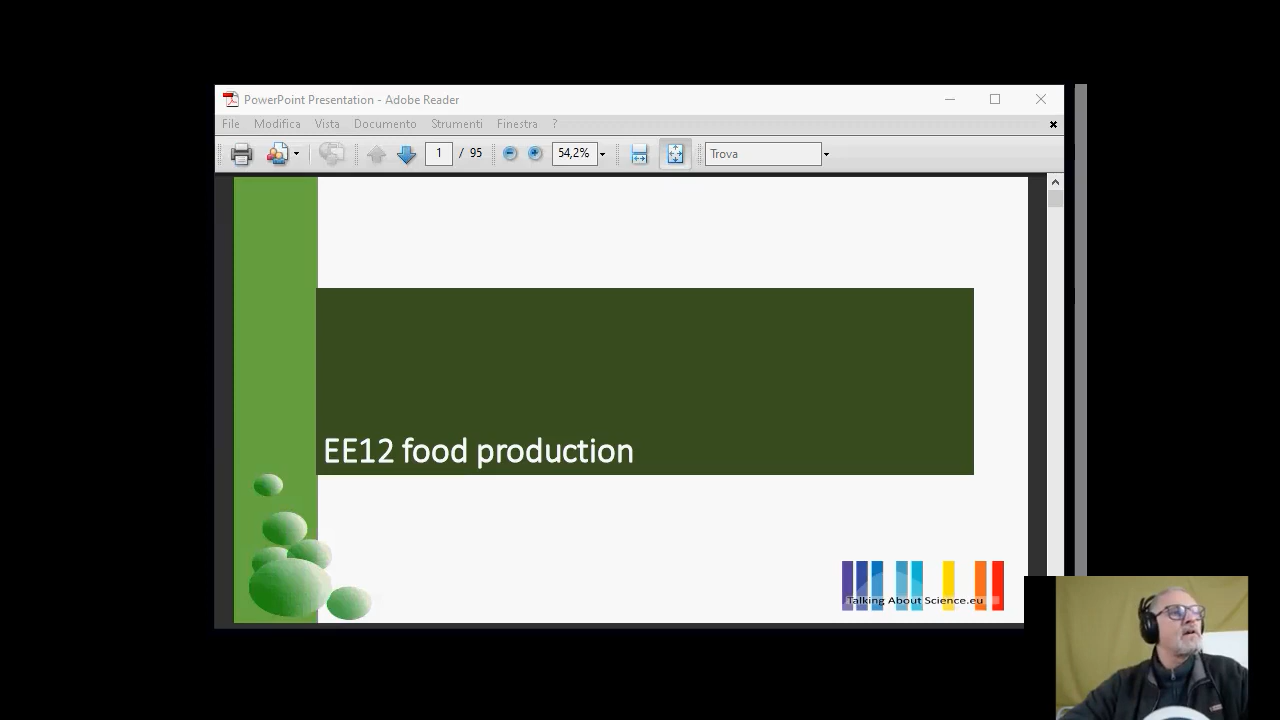 PowerPoint Presentation - Adobe Reader
File Modifica Vista Documento Strumenti Finestra ?
1 / 95 54,2% Trova
EE12 food production
Talking About Science.eu